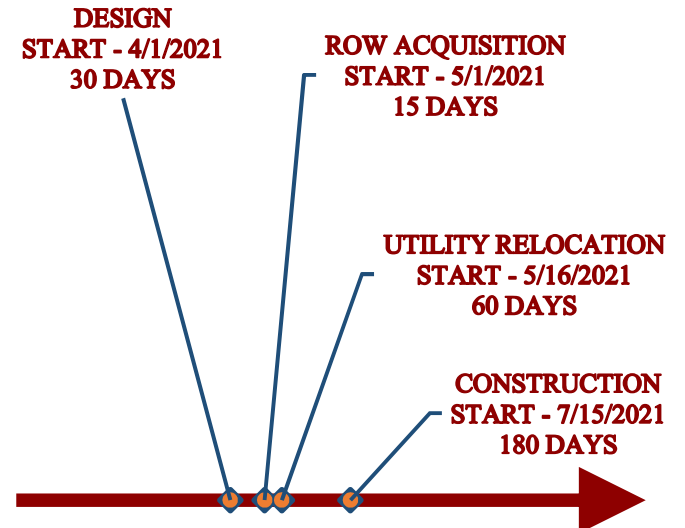 DESIGN
START - 4/1/2021
30 DAYS
ROW ACQUISITION
START - 5/1/2021
15 DAYS
UTILITY RELOCATION
START - 5/16/2021
60 DAYS
CONSTRUCTION
START - 7/15/2021
180 DAYS